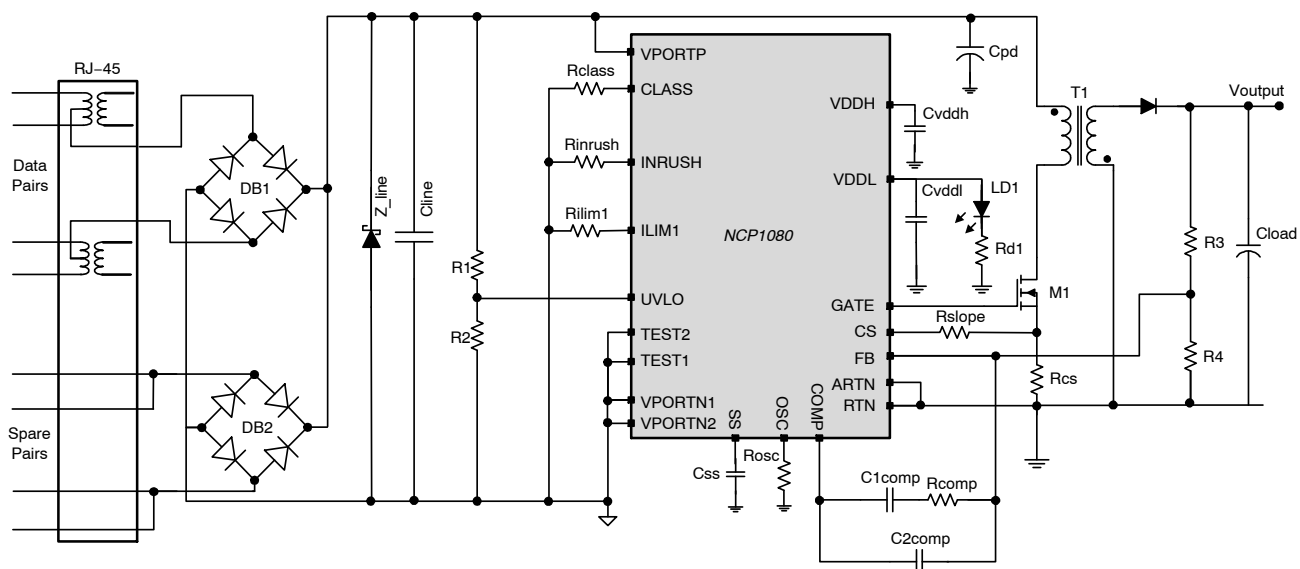 RJ-45
Data
Pairs
Spare
Pairs
DB1
DB2
Z_line
Cline
R1
R2
Rclass
Rinrush
Rilim1
VPORTP
CLASS
INRUSH
ILIM1
UVLO
TEST2
TEST1
VPORTN1
VPORTN2
NCP1080
SS
OSC
COMP
VDDH
VDDL
GATE
CS
FB
ARTN
RTN
Css
Rosc
C1comp
Rcomp
C2comp
Cpd
Cvddh
Cvddl
LD1
Rd1
Rslope
M1
Rcs
T1
Voutput
R3
R4
Cload